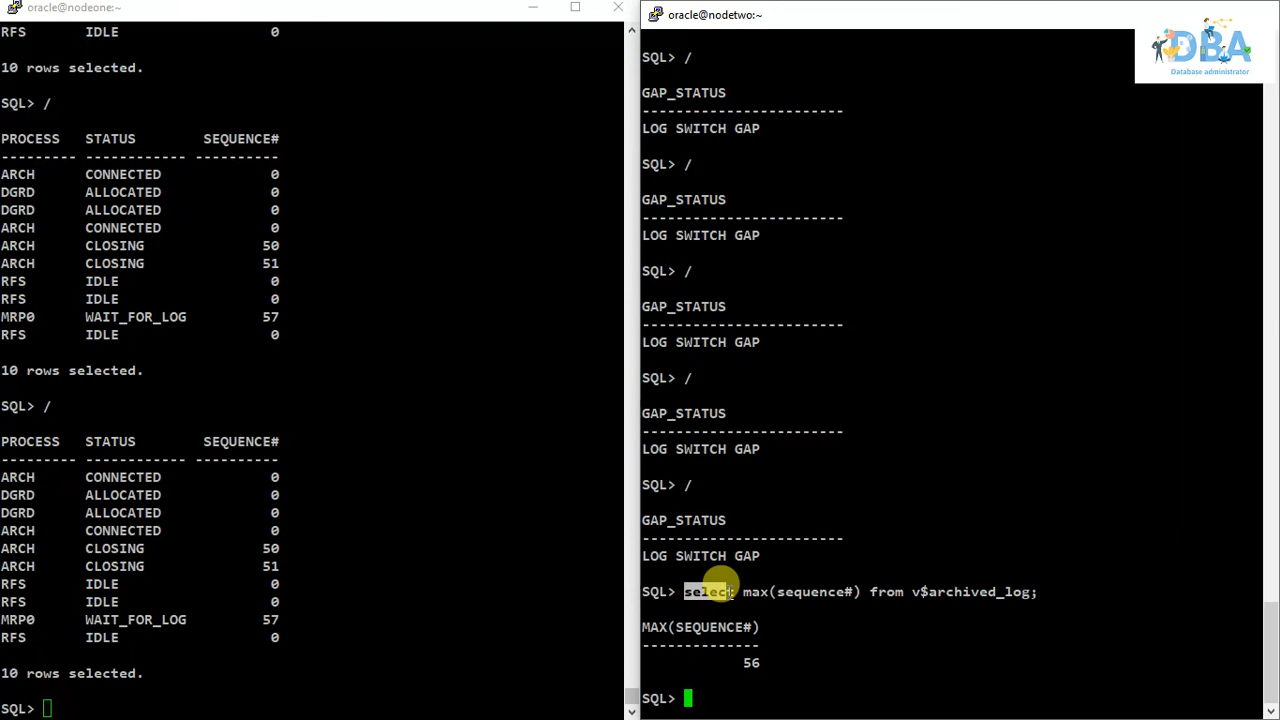 oracle@nodeone:~
RFS IDLE 0
10 rows selected.
SQL> /
PROCESS STATUS SEQUENCE#
--------- ------------ ----------
ARCH CONNECTED 0
DGRD ALLOCATED 0
DGRD ALLOCATED 0
ARCH CONNECTED 0
ARCH CLOSING 50
ARCH CLOSING 51
RFS IDLE 0
RFS IDLE 0
MRP0 WAIT_FOR_LOG 57
RFS IDLE 0
10 rows selected.
SQL> /
PROCESS STATUS SEQUENCE#
--------- ------------ ----------
ARCH CONNECTED 0
DGRD ALLOCATED 0
DGRD ALLOCATED 0
ARCH CONNECTED 0
ARCH CLOSING 50
ARCH CLOSING 51
RFS IDLE 0
RFS IDLE 0
MRP0 WAIT_FOR_LOG 57
RFS IDLE 0
10 rows selected.
SQL>
oracle@nodetwo:~
DBA
Database administrator
SQL> /
GAP_STATUS
------------------------
LOG SWITCH GAP
SQL> /
GAP_STATUS
------------------------
LOG SWITCH GAP
SQL> /
GAP_STATUS
------------------------
LOG SWITCH GAP
SQL> /
GAP_STATUS
------------------------
LOG SWITCH GAP
SQL> /
GAP_STATUS
------------------------
LOG SWITCH GAP
SQL> select max(sequence#) from v$archived_log;
MAX(SEQUENCE#)
--------------
56
SQL>